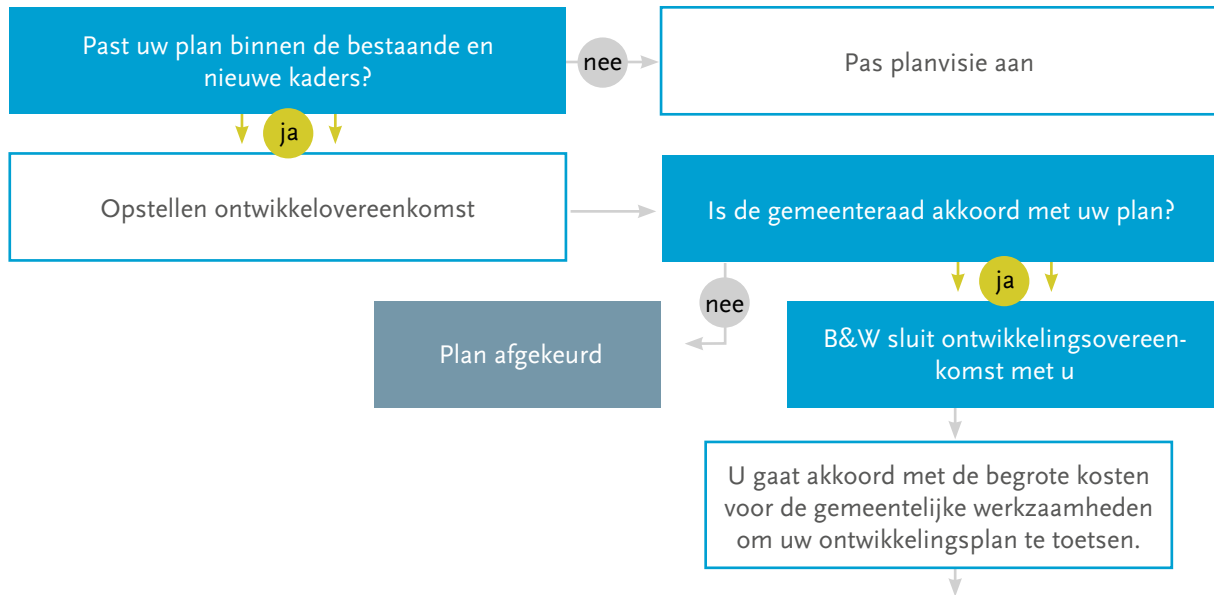 Past uw plan binnen de bestaande en
nieuwe kaders?
nee
Pas planvisie aan
ja
Opstellen ontwikkelovereenkomst
Is de gemeenteraad akkoord met uw plan?
nee
ja
Plan afgekeurd
B&W sluit ontwikkelingsovereen-
komst met u
U gaat akkoord met de begrote kosten
voor de gemeentelijke werkzaamheden
om uw ontwikkelingsplan te toetsen.